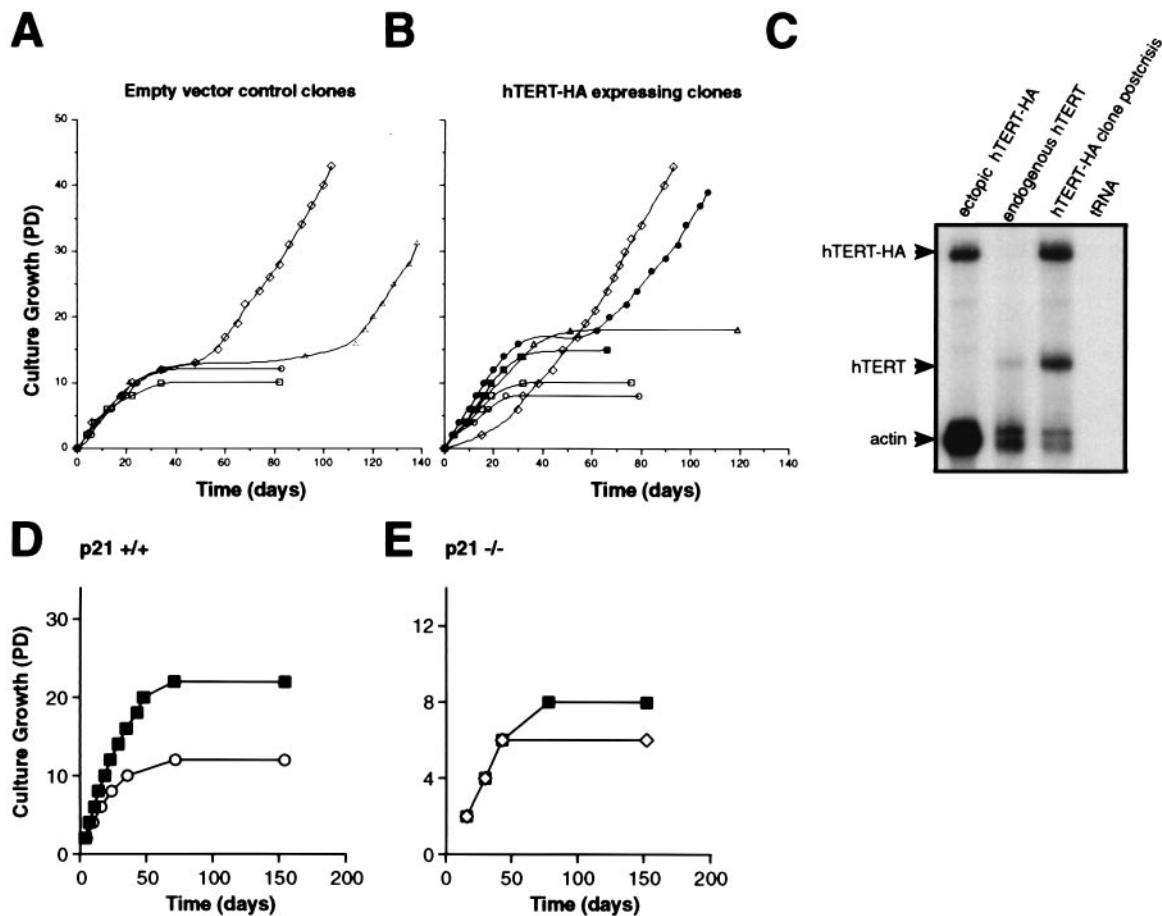 A
B
C
Empty vector control clones
hTERT-HA expressing clones
ectopic hTERT-HA
endogenous hTERT
hTERT-HA clone postcrisis
tRNA
50
40
30
20
10
0
Culture Growth (PD)
0 20 40 60 80 100 120 140
Time (days)
0 20 40 60 80 100 120 140
Time (days)
hTERT-HA
hTERT
actin
D
p21 +/+
30
20
10
0
Culture Growth (PD)
0 50 100 150 200
Time (days)
E
p21 -/-
12
8
4
0
0 50 100 150 200
Time (days)